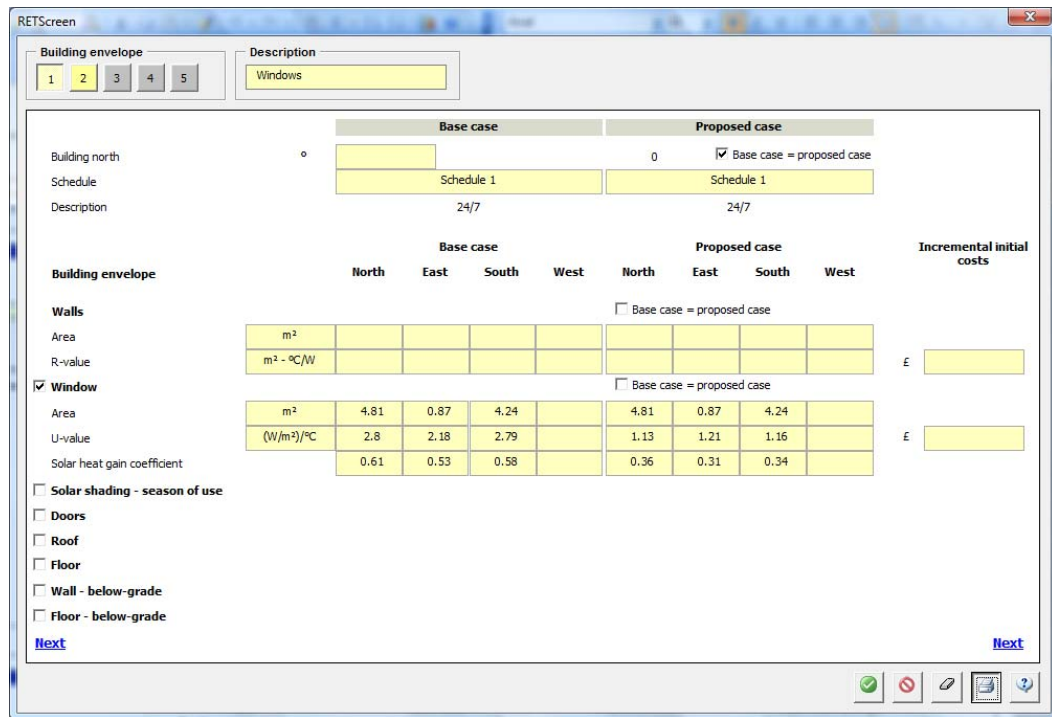 RETScreen
Building envelope
1 2 3 4 5
Description
Windows
Base case Proposed case
Building north º 0 Base case = proposed case
Schedule Schedule 1 Schedule 1
Description 24/7 24/7
Base case Proposed case Incremental initial
costs
Building envelope North East South West North East South West
Walls Base case = proposed case
Area m²
R-value m² - ºC/W £
Window Base case = proposed case
Area m² 4.81 0.87 4.24 4.81 0.87 4.24
U-value (W/m²)/ºC 2.8 2.18 2.79 1.13 1.21 1.16 £
Solar heat gain coefficient 0.61 0.53 0.58 0.36 0.31 0.34
Solar shading - season of use
Doors
Roof
Floor
Wall - below-grade
Floor - below-grade
Next Next